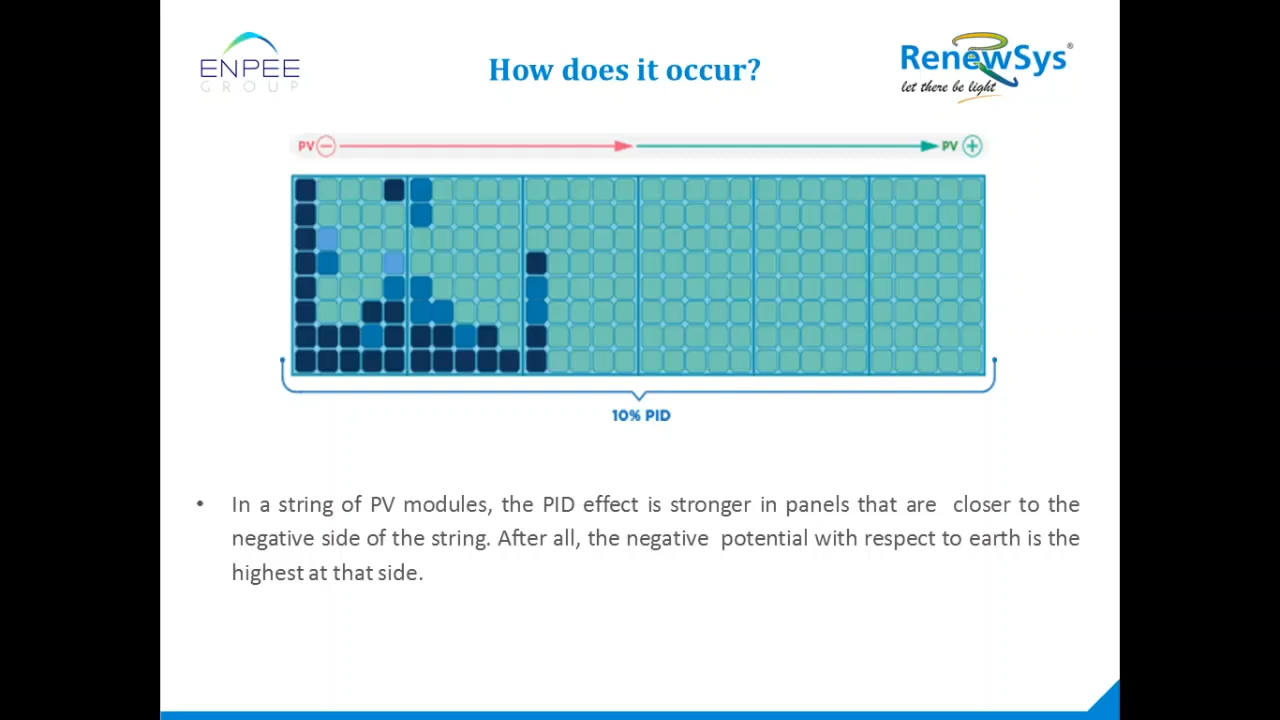 ENPEE
GROUP
How does it occur?
RenewSys®
let there be light
PV −
PV +
10% PID
• In a string of PV modules, the PID effect is stronger in panels that are closer to the
negative side of the string. After all, the negative potential with respect to earth is the
highest at that side.